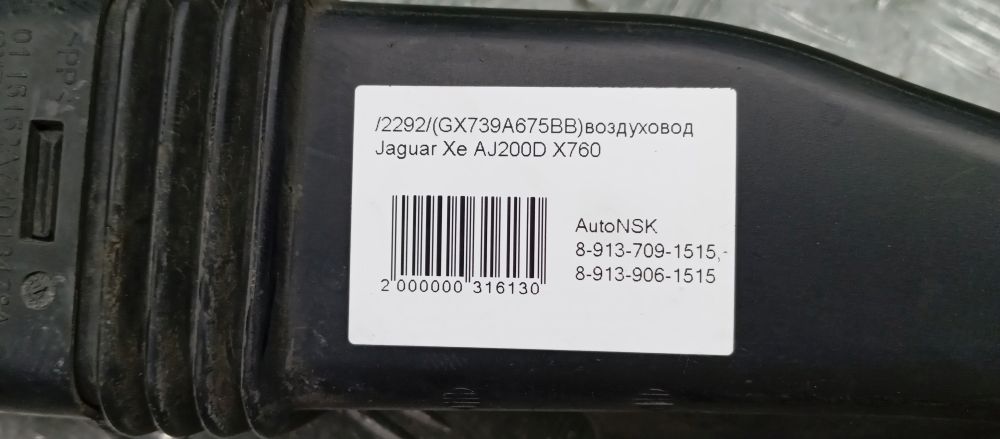 /2292/(GX739A675BB)воздуховод
Jaguar Xe AJ200D X760
AutoNSK
8-913-709-1515,-
8-913-906-1515
2 000000 316130
>PP<